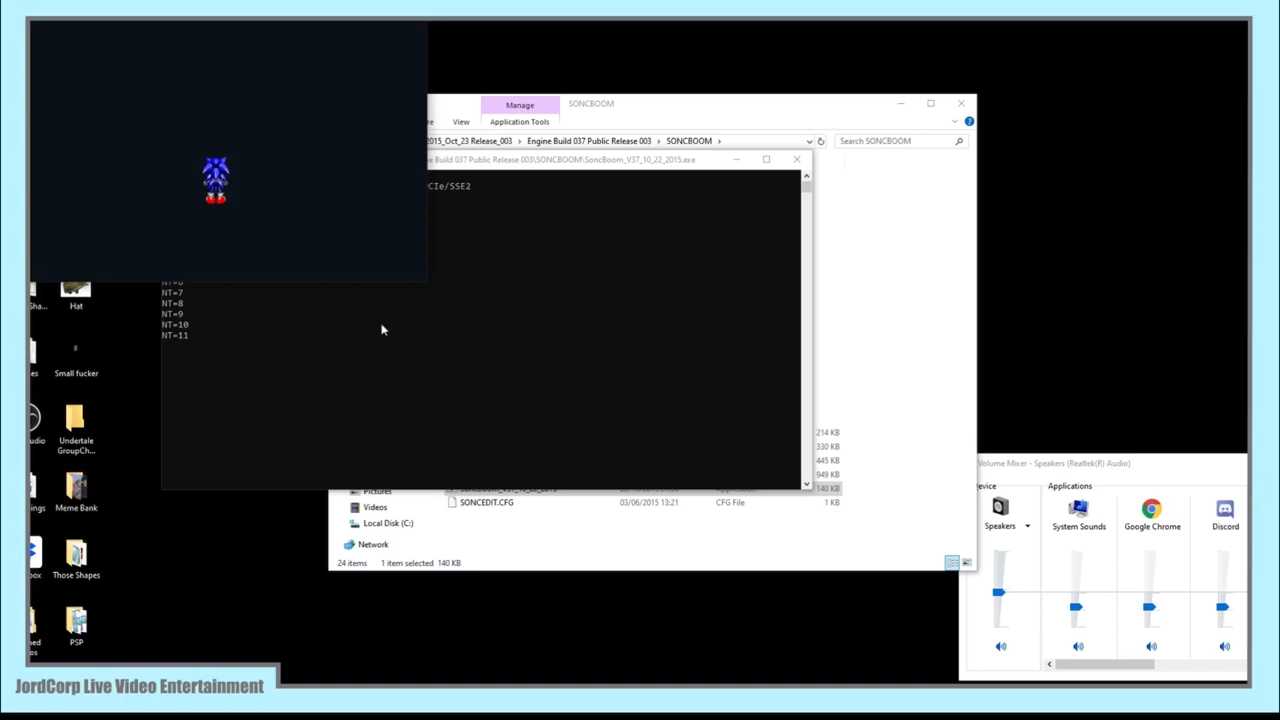 Manage
SONCBOOM
View
Application Tools
2015_Oct_23 Release_003 > Engine Build 037 Public Release 003 > SONCBOOM >
Search SONCBOOM
e Build 037 Public Release 003\SONCBOOM\SoncBoom_V37_10_22_2015.exe
CIe/SSE2
NT=7
NT=8
NT=9
NT=10
NT=11
Hat
Small fucker
Undertale
GroupCh...
Meme Bank
Those Shapes
PSP
214 KB
330 KB
445 KB
949 KB
140 KB
Pictures
Videos
SONCEDIT.CFG
03/06/2015 13:21
CFG File
1 KB
Local Disk (C:)
Network
24 items
1 item selected 140 KB
Volume Mixer - Speakers (Realtek(R) Audio)
evice
Applications
Speakers
System Sounds
Google Chrome
Discord
JordCorp Live Video Entertainment